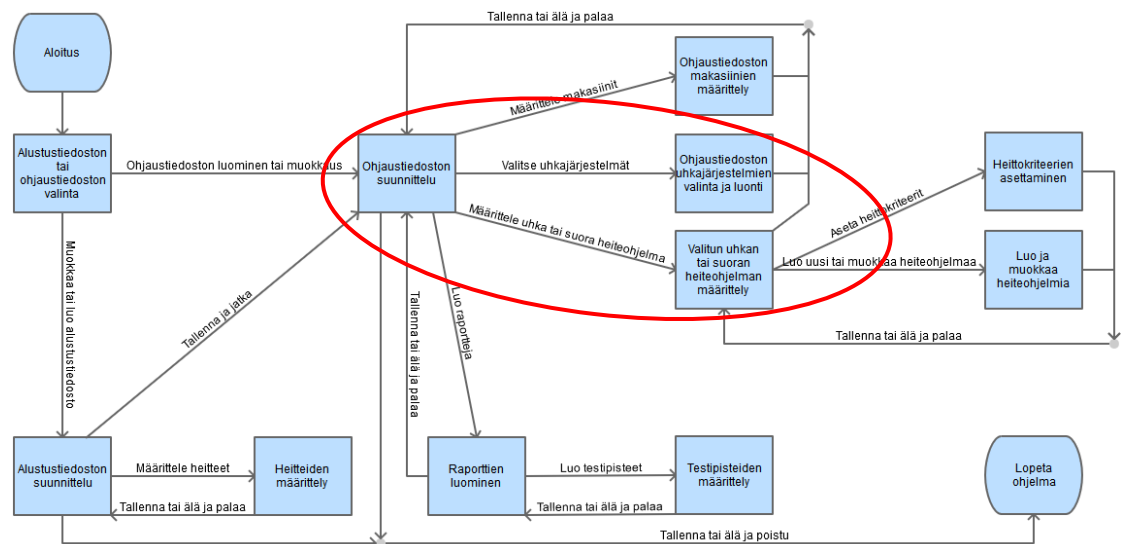 Tallenna tai älä ja palaa
Aloitus
Ohjaustiedoston
makasiinien
määrittely
Määrittele makasiinit
Alustustiedoston
tai
ohjaustiedoston
valinta
Ohjaustiedoston luominen tai muokkaus
Ohjaustiedoston
suunnittelu
Valitse uhkajärjestelmät
Ohjaustiedoston
uhkajärjestelmien
valinta ja luonti
Heittokriteerien
asettaminen
Määrittele uhka tai suora heiteohjelma
Aseta heittokriteerit
Valitun uhkan
tai suoran
heiteohjelman
määrittely
Luo uusi tai muokkaa heiteohjelmaa
Luo ja
muokkaa
heiteohjelmia
Muokkaa tai luo alustustiedosto
Tallenna ja jatka
Tallenna tai älä ja palaa
Luo raportteja
Tallenna tai älä ja palaa
Alustustiedoston
suunnittelu
Määrittele heitteet
Heitteiden
määrittely
Tallenna tai älä ja palaa
Raporttien
luominen
Luo testipisteet
Testipisteiden
määrittely
Tallenna tai älä ja palaa
Lopeta
ohjelma
Tallenna tai älä ja poistu